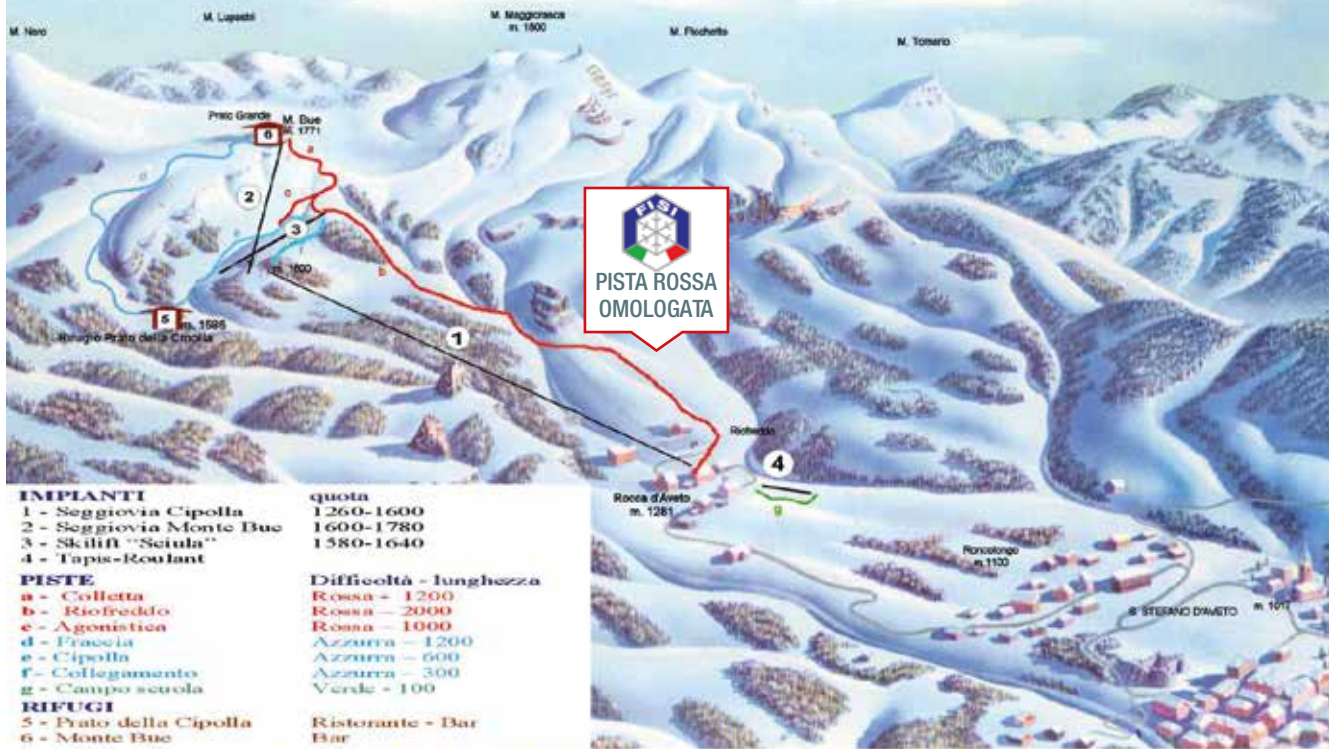 M. Nero
M. Maggiorasca
m. 1800
M. Tomario
Prato Grande
M. Bue
M. 1771
6
a
d
2
c
3
FISI
PISTA ROSSA
OMOLOGATA
b
m. 1600
5
m. 1585
Rifugio Prato della Cipolla
1
Riofreddo
4
Rocca d'Aveto
m. 1281
g
Roncolongo
m. 1100
S. STEFANO D'AVETO
m. 1017
IMPIANTI quota
1 - Seggiovia Cipolla 1260-1600
2 - Seggiovia Monte Bue 1600-1780
3 - Skilift "Sciula" 1580-1640
4 - Tapis-Roulant
PISTE Difficoltà - lunghezza
a - Colletta Rossa - 1200
b - Riofreddo Rossa - 2000
c - Agonistica Rossa - 1000
d - Fraccia Azzurra - 1200
e - Cipolla Azzurra - 600
f - Collegamento Azzurra - 300
g - Campo scuola Verde - 100
RIFUGI
5 - Prato della Cipolla Ristorante - Bar
6 - Monte Bue Bar